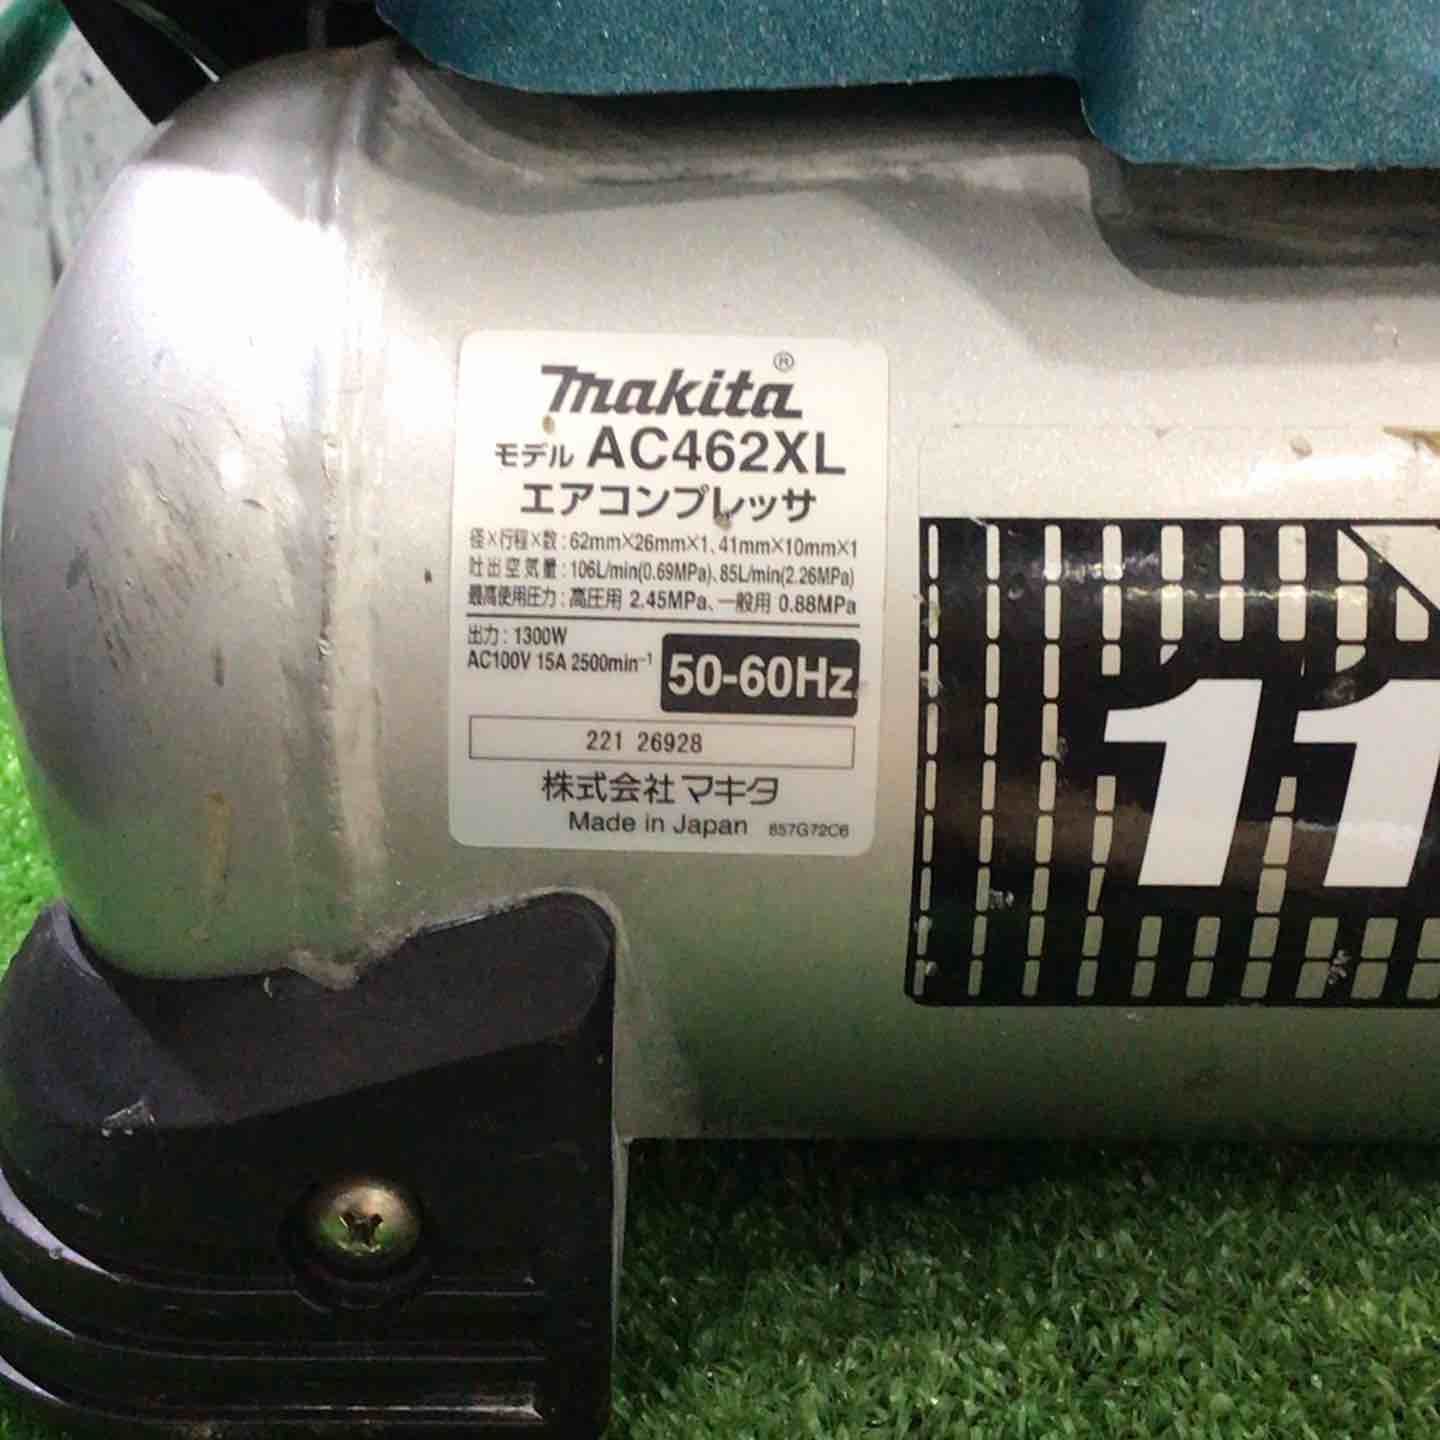 makita®
モデル AC462XL
エアコンプレッサ
径×行程×数：62mm×26mm×1、41mm×10mm×1
吐出空気量：106L/min(0.69MPa)、85L/min(2.26MPa)
最高使用圧力：高圧用 2.45MPa、一般用 0.88MPa
出力：1300W
AC100V 15A 2500min⁻¹
50-60Hz
221 26928
株式会社 マキタ
Made in Japan 857G72C6
11